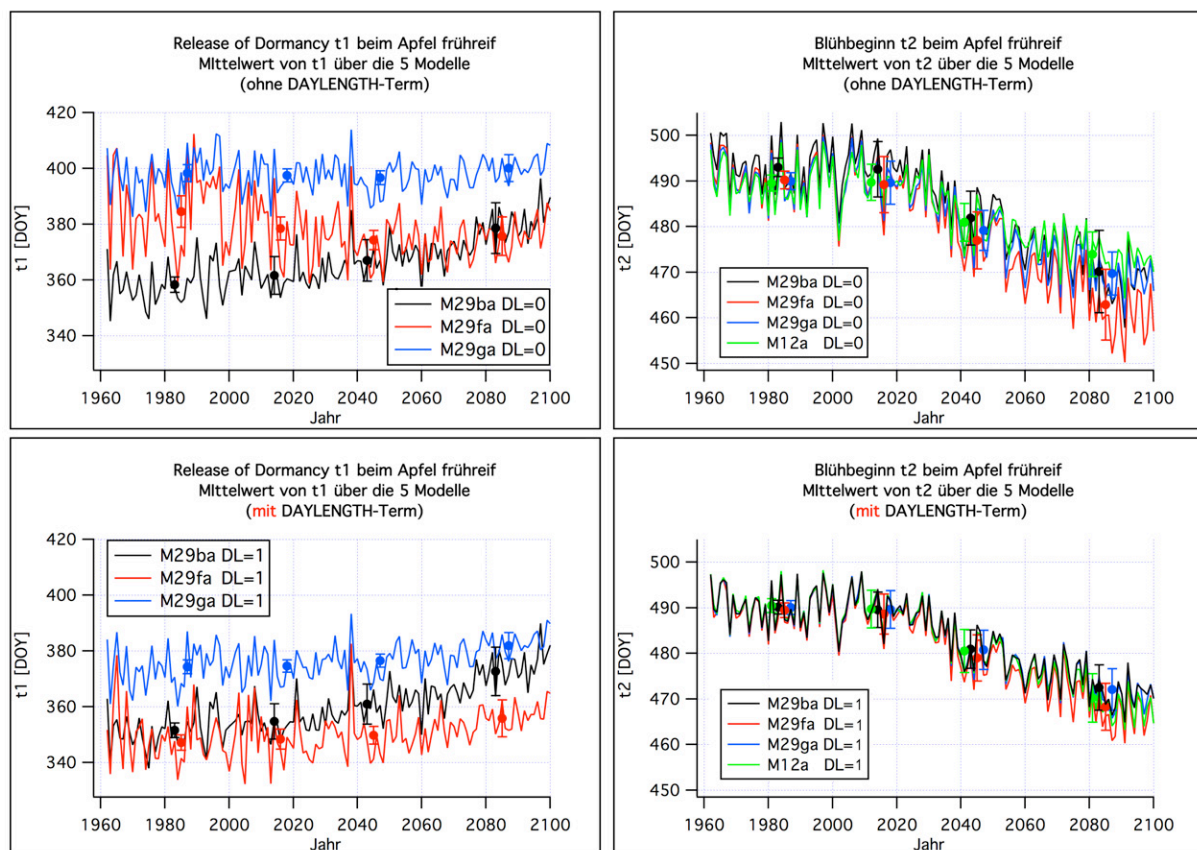 Release of Dormancy t1 beim Apfel frühreif
MIttelwert von t1 über die 5 Modelle
(ohne DAYLENGTH-Term)
420
400
380
360
340
t1 [DOY]
M29ba DL=0
M29fa DL=0
M29ga DL=0
1960 1980 2000 2020 2040 2060 2080 2100
Jahr
Blühbeginn t2 beim Apfel frühreif
MIttelwert von t2 über die 5 Modelle
(ohne DAYLENGTH-Term)
500
490
480
470
460
450
t2 [DOY]
M29ba DL=0
M29fa DL=0
M29ga DL=0
M12a DL=0
1960 1980 2000 2020 2040 2060 2080 2100
Jahr
Release of Dormancy t1 beim Apfel frühreif
MIttelwert von t1 über die 5 Modelle
(mit DAYLENGTH-Term)
420
400
380
360
340
t1 [DOY]
M29ba DL=1
M29fa DL=1
M29ga DL=1
1960 1980 2000 2020 2040 2060 2080 2100
Jahr
Blühbeginn t2 beim Apfel frühreif
MIttelwert von t2 über die 5 Modelle
(mit DAYLENGTH-Term)
500
490
480
470
460
450
t2 [DOY]
M29ba DL=1
M29fa DL=1
M29ga DL=1
M12a DL=1
1960 1980 2000 2020 2040 2060 2080 2100
Jahr